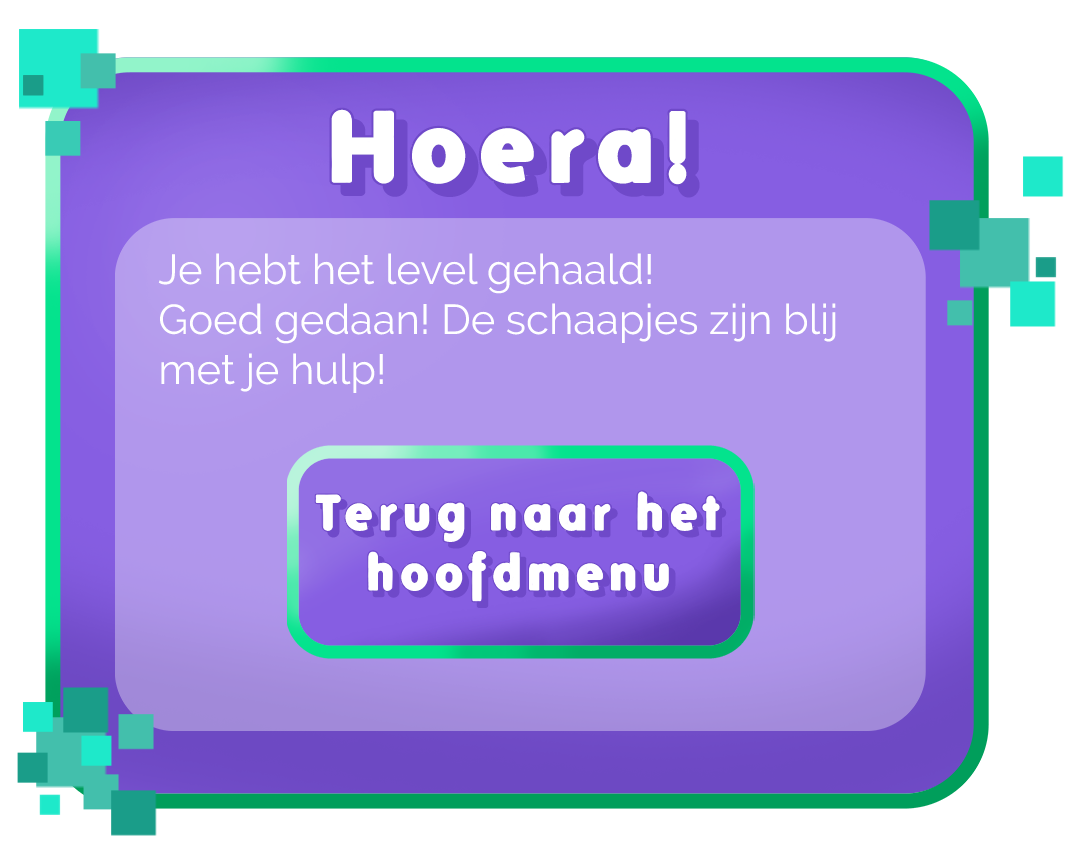 Hoera!
Je hebt het level gehaald!
Goed gedaan! De schaapjes zijn blij
met je hulp!
Terug naar het
hoofdmenu